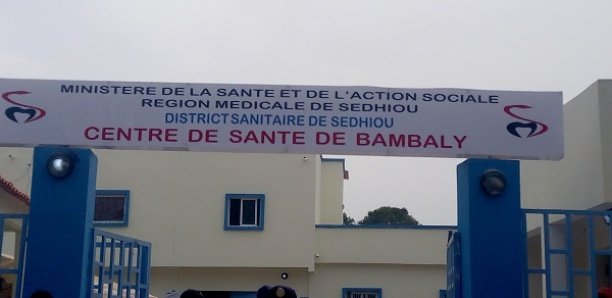 MINISTERE DE LA SANTE ET DE L'ACTION SOCIALE
REGION MEDICALE DE SEDHIOU
DISTRICT SANITAIRE DE SEDHIOU
CENTRE DE SANTE DE BAMBALY